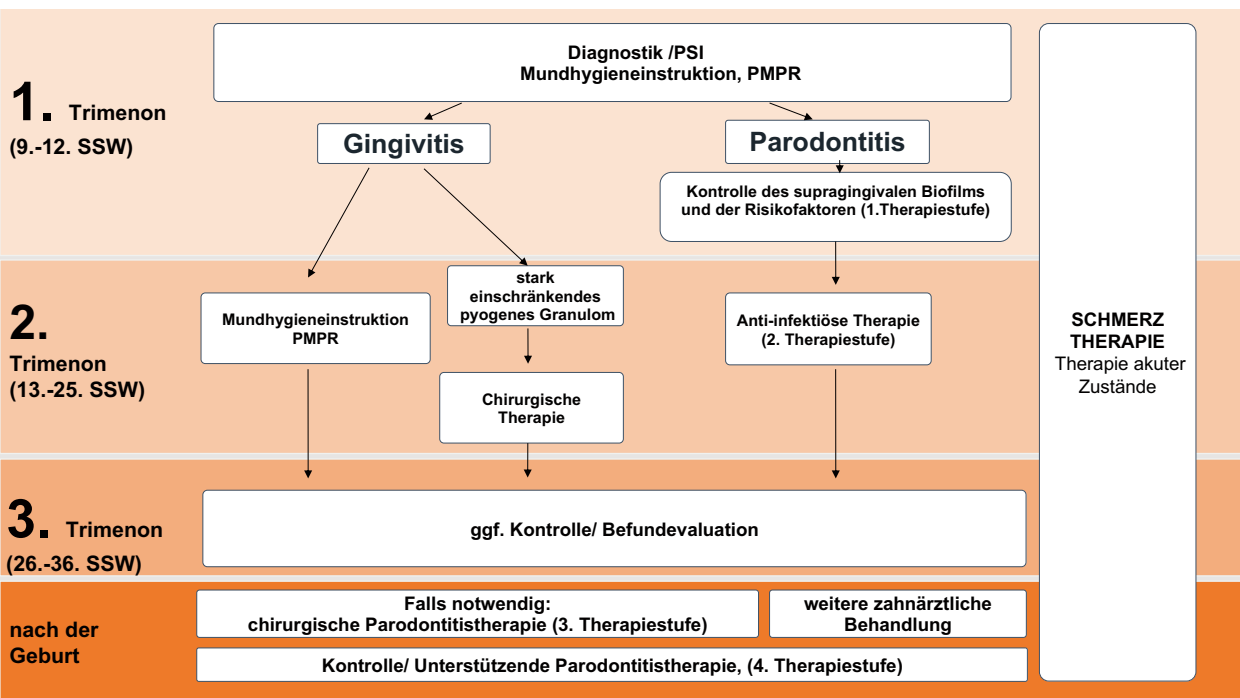 Diagnostik /PSI
Mundhygieneinstruktion, PMPR
1. Trimenon
(9.-12. SSW)
Gingivitis
Parodontitis
Kontrolle des supragingivalen Biofilms
und der Risikofaktoren (1.Therapiestufe)
2.
Trimenon
(13.-25. SSW)
Mundhygieneinstruktion
PMPR
stark
einschränkendes
pyogenes Granulom
Chirurgische
Therapie
Anti-infektiöse Therapie
(2. Therapiestufe)
SCHMERZ
THERAPIE
Therapie akuter
Zustände
3. Trimenon
(26.-36. SSW)
ggf. Kontrolle/ Befundevaluation
nach der
Geburt
Falls notwendig:
chirurgische Parodontitistherapie (3. Therapiestufe)
weitere zahnärztliche
Behandlung
Kontrolle/ Unterstützende Parodontitistherapie, (4. Therapiestufe)